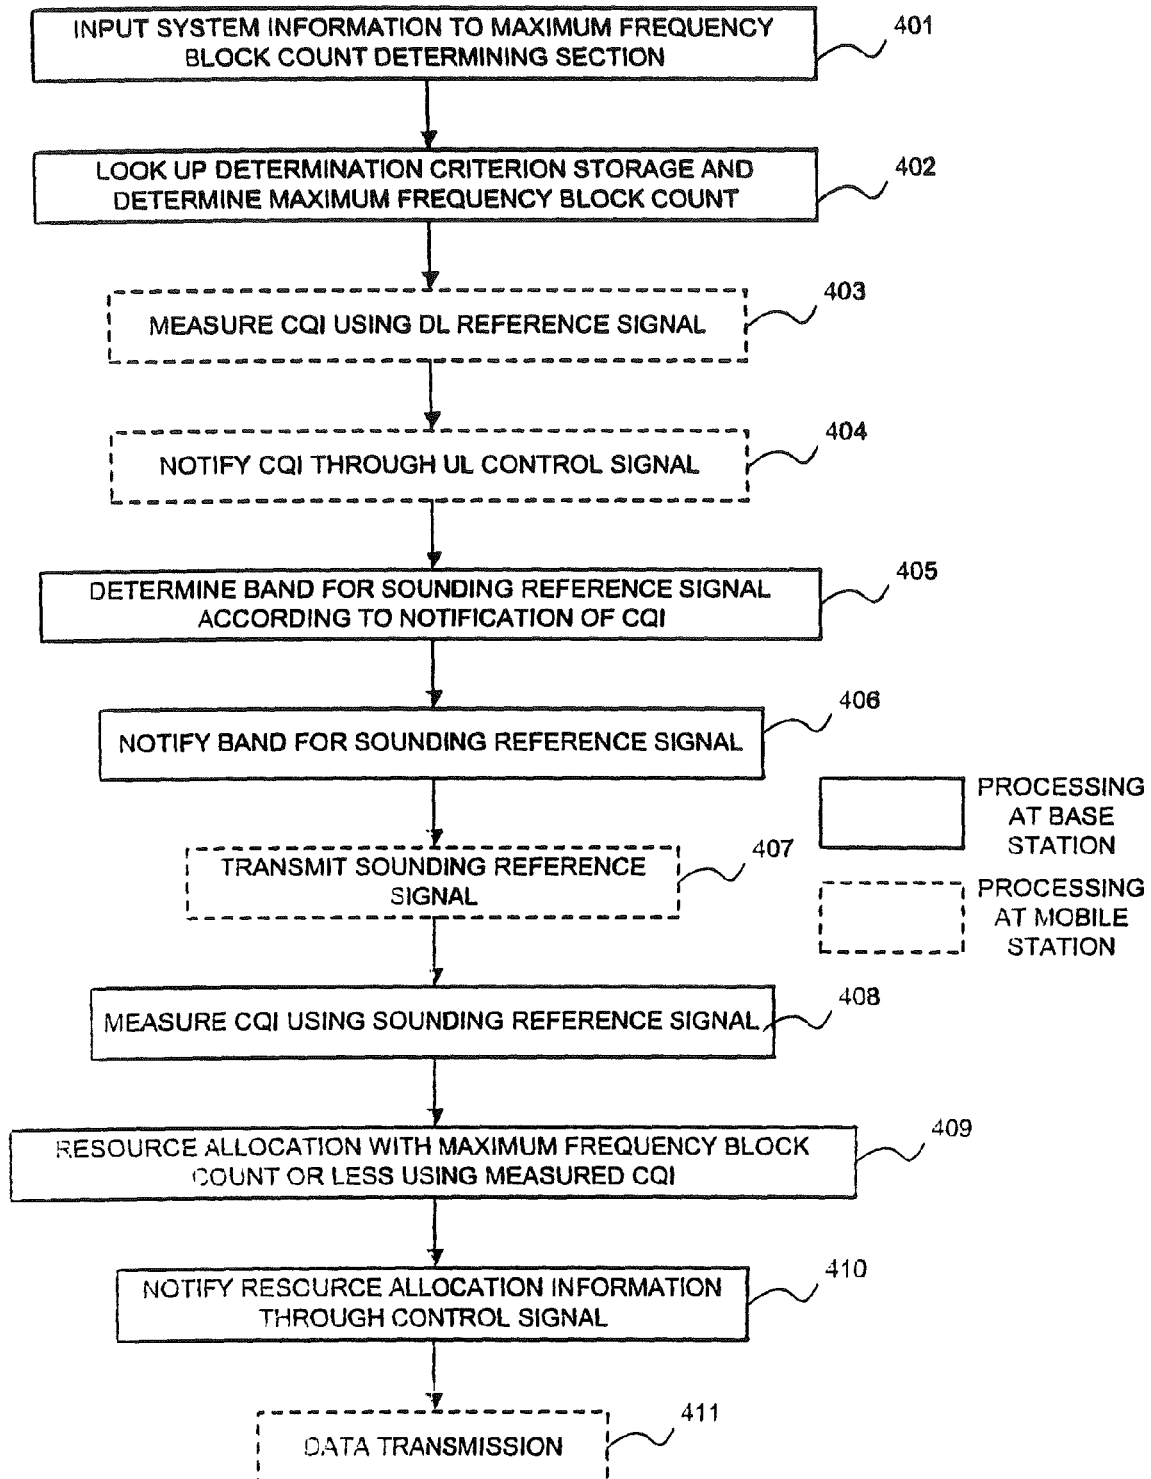 INPUT SYSTEM INFORMATION TO MAXIMUM FREQUENCY
BLOCK COUNT DETERMINING SECTION
401
LOOK UP DETERMINATION CRITERION STORAGE AND
DETERMINE MAXIMUM FREQUENCY BLOCK COUNT
402
MEASURE CQI USING DL REFERENCE SIGNAL
403
NOTIFY CQI THROUGH UL CONTROL SIGNAL
404
DETERMINE BAND FOR SOUNDING REFERENCE SIGNAL
ACCORDING TO NOTIFICATION OF CQI
405
NOTIFY BAND FOR SOUNDING REFERENCE SIGNAL
406
TRANSMIT SOUNDING REFERENCE
SIGNAL
407
PROCESSING
AT BASE
STATION
PROCESSING
AT MOBILE
STATION
MEASURE CQI USING SOUNDING REFERENCE SIGNAL
408
RESOURCE ALLOCATION WITH MAXIMUM FREQUENCY BLOCK
COUNT OR LESS USING MEASURED CQI
409
NOTIFY RESOURCE ALLOCATION INFORMATION
THROUGH CONTROL SIGNAL
410
DATA TRANSMISSION
411